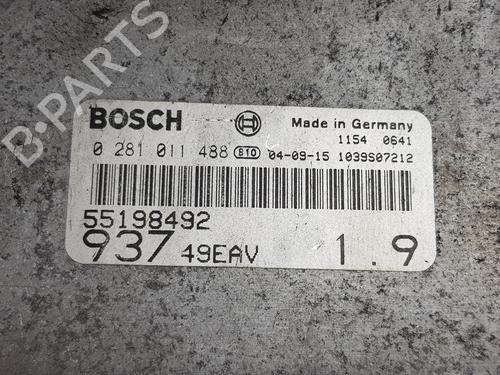 B-PARTS
BOSCH
Made in Germany
1154 0641
0 281 011 488 B10 04-09-15 1039S07212
55198492
937 49EAV 1.9